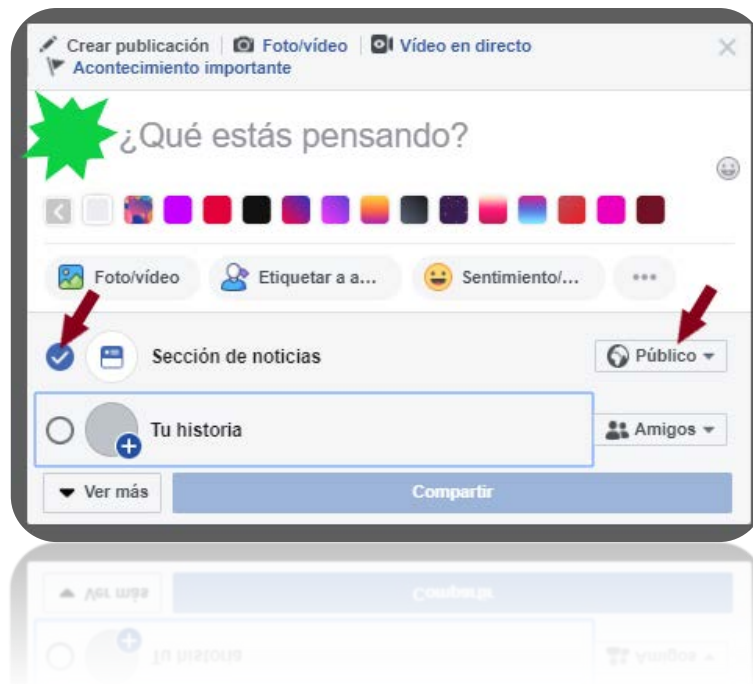 Crear publicación Foto/vídeo Vídeo en directo
Acontecimiento importante
¿Qué estás pensando?
Foto/vídeo Etiquetar a a... Sentimiento/...
Sección de noticias Público
Tu historia Amigos
Ver más Compartir